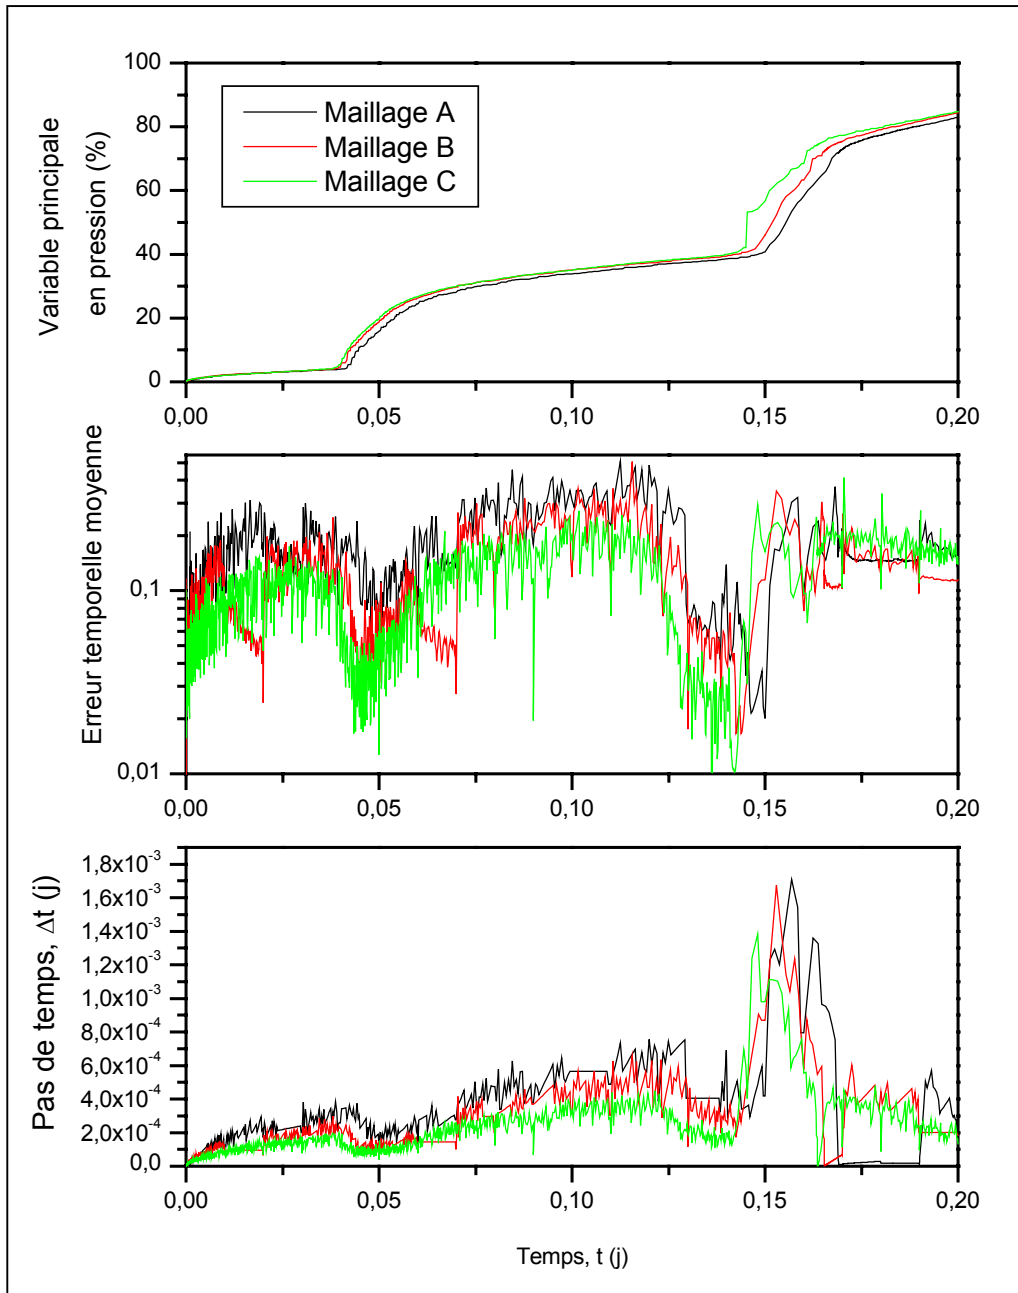 100
80
60
40
20
0
Variable principale
en pression (%)
Maillage A
Maillage B
Maillage C
0,00 0,05 0,10 0,15 0,20
Erreur temporelle moyenne
0.1
0,01
0,00 0,05 0,10 0,15 0,20
Pas de temps, Δt (j)
1,8x10⁻³
1,6x10⁻³
1,4x10⁻³
1,2x10⁻³
1,0x10⁻³
8,0x10⁻⁴
6,0x10⁻⁴
4,0x10⁻⁴
2,0x10⁻⁴
0,0
0,00 0,05 0,10 0,15 0,20
Temps, t (j)